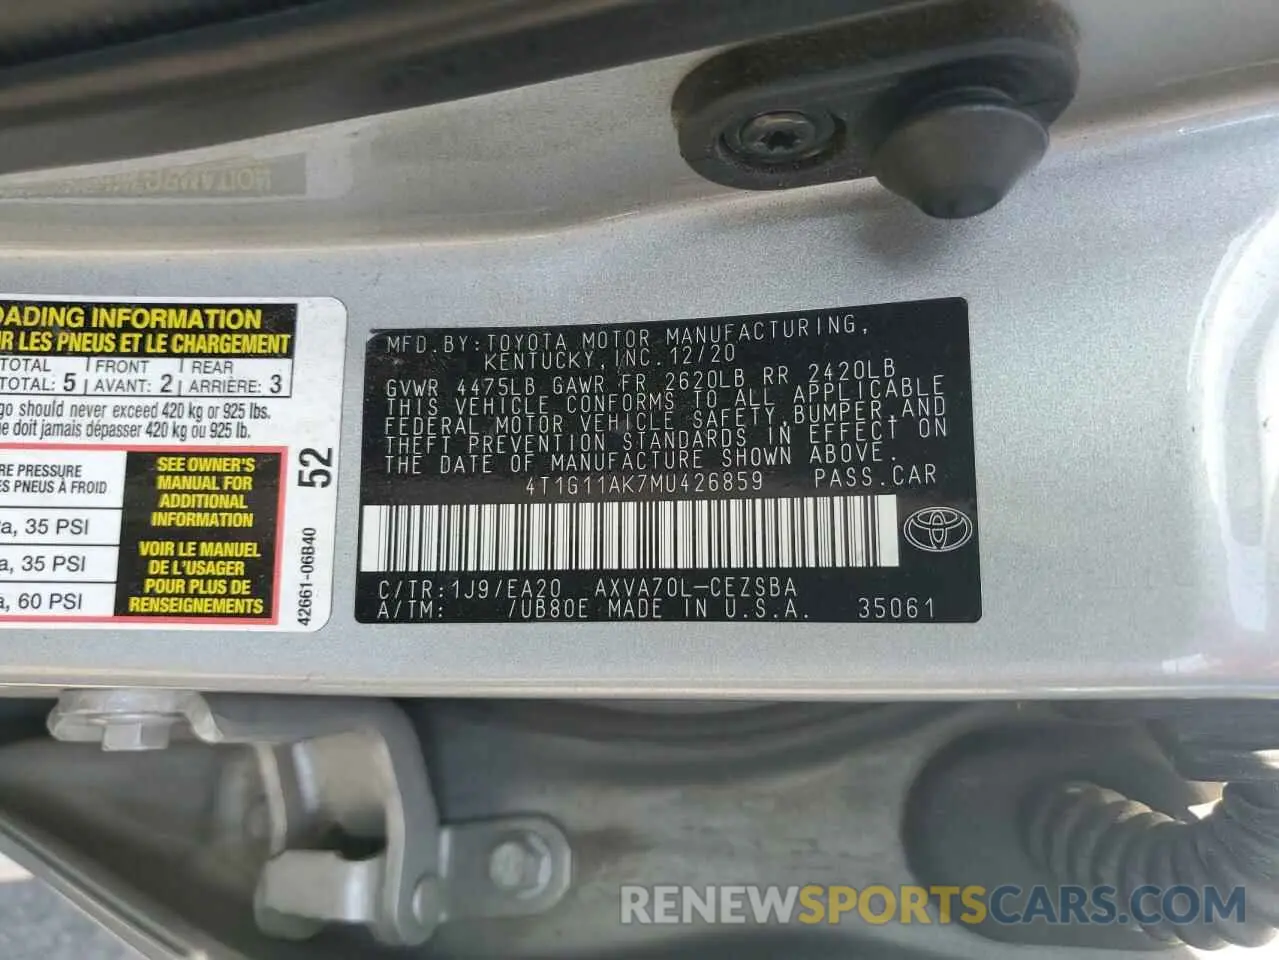 OADING INFORMATION
R LES PNEUS ET LE CHARGEMENT
TOTAL FRONT REAR
TOTAL: 5 AVANT: 2 ARRIÈRE: 3
go should never exceed 420 kg or 925 lbs.
e doit jamais dépasser 420 kg ou 925 lb.
RE PRESSURE
ES PNEUS À FROID
a, 35 PSI
a, 35 PSI
a, 60 PSI
SEE OWNER'S
MANUAL FOR
ADDITIONAL
INFORMATION
VOIR LE MANUEL
DE L'USAGER
POUR PLUS DE
RENSEIGNEMENTS
52
42661-06B40
MFD.BY:TOYOTA MOTOR MANUFACTURING,
KENTUCKY, INC. 12/20
GVWR 4475LB GAWR FR 2620LB RR 2420LB
THIS VEHICLE CONFORMS TO ALL APPLICABLE
FEDERAL MOTOR VEHICLE SAFETY,BUMPER,AND
THEFT PREVENTION STANDARDS IN EFFECT ON
THE DATE OF MANUFACTURE SHOWN ABOVE.
4T1G11AK7MU426859 PASS.CAR
C/TR:1J9/EA20 AXVA70L-CEZSBA
A/TM: /UB80E MADE IN U.S.A. 35061
RENEWSPORTSCARS.COM